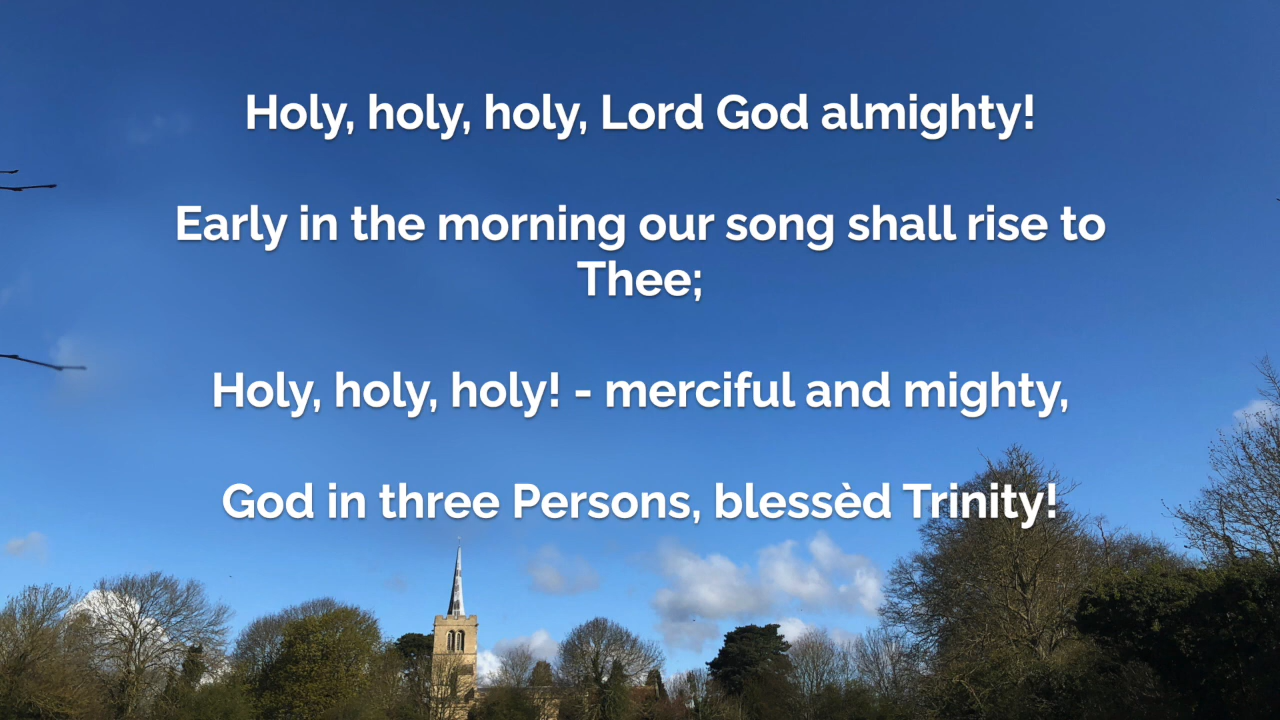 Holy, holy, holy, Lord God almighty!
Early in the morning our song shall rise to
Thee;
Holy, holy, holy! - merciful and mighty,
God in three Persons, blessèd Trinity!